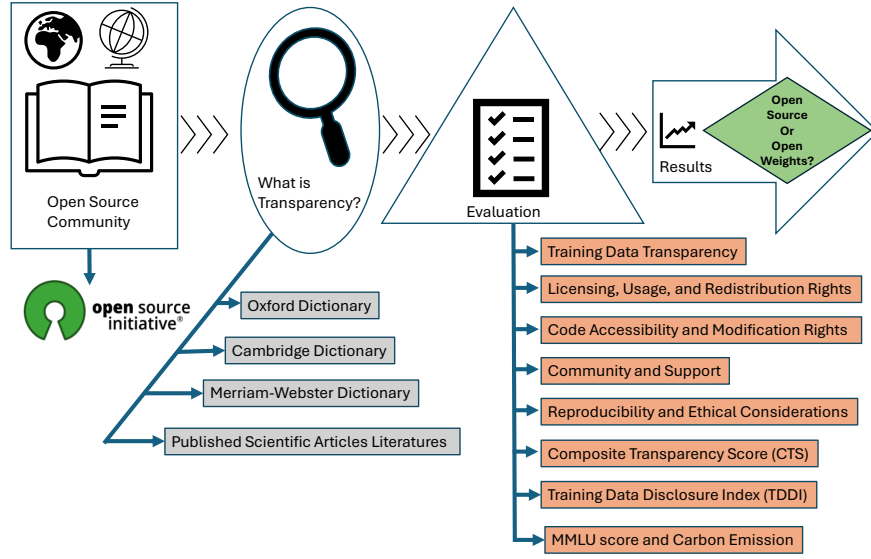 Open Source
Community
open source
initiative®
What is
Transparency?
Oxford Dictionary
Cambridge Dictionary
Merriam-Webster Dictionary
Published Scientific Articles Literatures
Evaluation
Training Data Transparency
Licensing, Usage, and Redistribution Rights
Code Accessibility and Modification Rights
Community and Support
Reproducibility and Ethical Considerations
Composite Transparency Score (CTS)
Training Data Disclosure Index (TDDI)
MMLU score and Carbon Emission
Results
Open
Source
Or
Open
Weights?